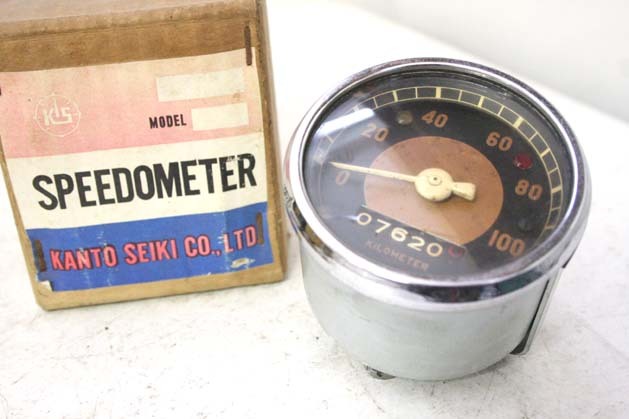 KS
MODEL
SPEEDOMETER
KANTO SEIKI CO., LTD
0 20 40 60 80 100
07620
KILOMETER